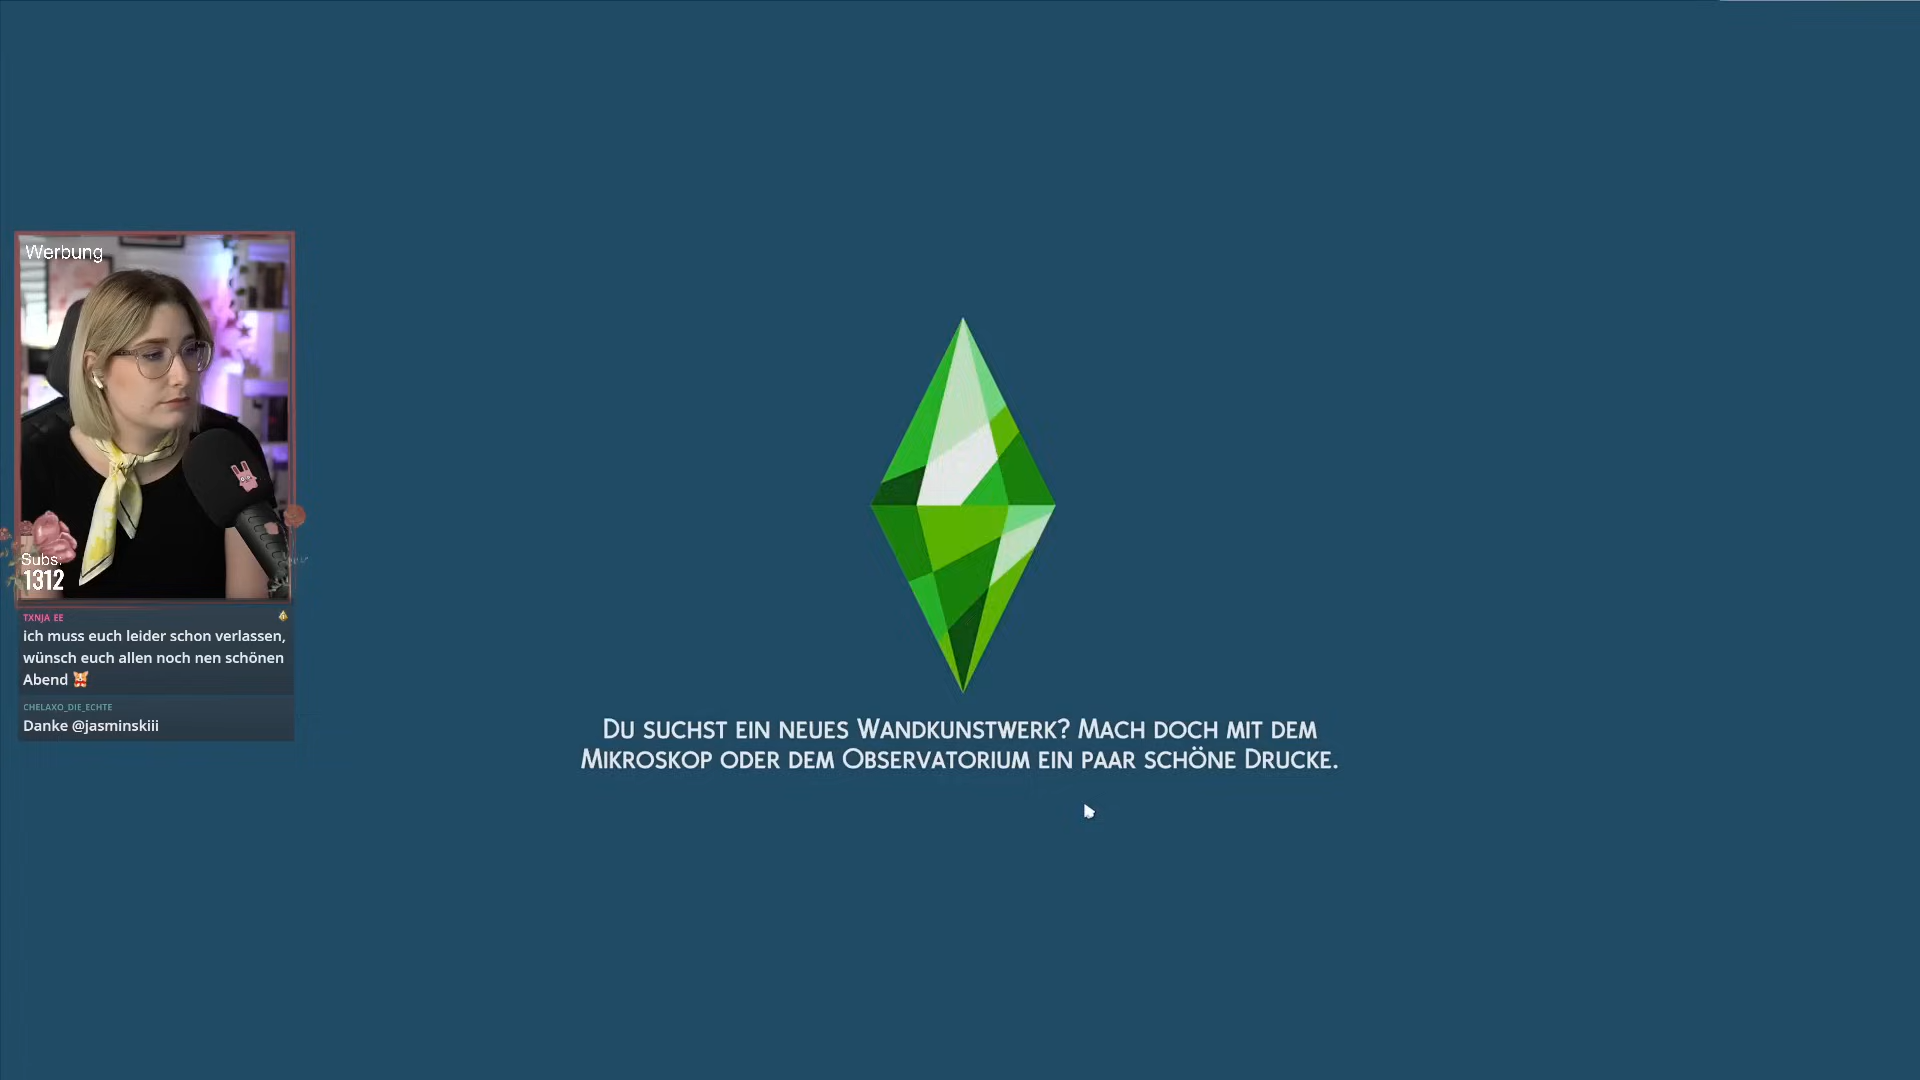 Werbung
Subs:
1312
TXNJA EE
ich muss euch leider schon verlassen,
wünsch euch allen noch nen schönen
Abend
CHELAXO_DIE_ECHTE
Danke @jasminskiii
DU SUCHST EIN NEUES WANDKUNSTWERK? MACH DOCH MIT DEM
MIKROSKOP ODER DEM OBSERVATORIUM EIN PAAR SCHÖNE DRUCKE.